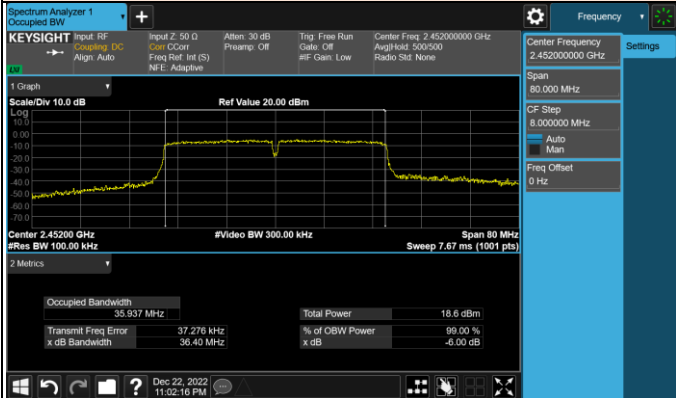 Spectrum Analyzer 1
Occupied BW
Frequency
KEYSIGHT
Input: RF
Coupling: DC
Align: Auto
Input Z: 50 Ω
Corr CCorr
Freq Ref: Int (S)
NFE: Adaptive
Atten: 30 dB
Preamp: Off
Trig: Free Run
Gate: Off
#IF Gain: Low
Center Freq: 2.452000000 GHz
Avg|Hold: 500/500
Radio Std: None
1 Graph
Scale/Div 10.0 dB
Ref Value 20.00 dBm
Log
10.0
0.00
-10.0
-20.0
-30.0
-40.0
-50.0
-60.0
-70.0
Center 2.45200 GHz
#Video BW 300.00 kHz
Span 80 MHz
#Res BW 100.00 kHz
Sweep 7.67 ms (1001 pts)
2 Metrics
Occupied Bandwidth
35.937 MHz
Total Power 18.6 dBm
Transmit Freq Error 37.276 kHz
% of OBW Power 99.00 %
x dB Bandwidth 36.40 MHz
x dB -6.00 dB
Center Frequency
2.452000000 GHz
Settings
Span
80.000 MHz
CF Step
8.000000 MHz
Auto
Man
Freq Offset
0 Hz
Dec 22, 2022
11:02:16 PM